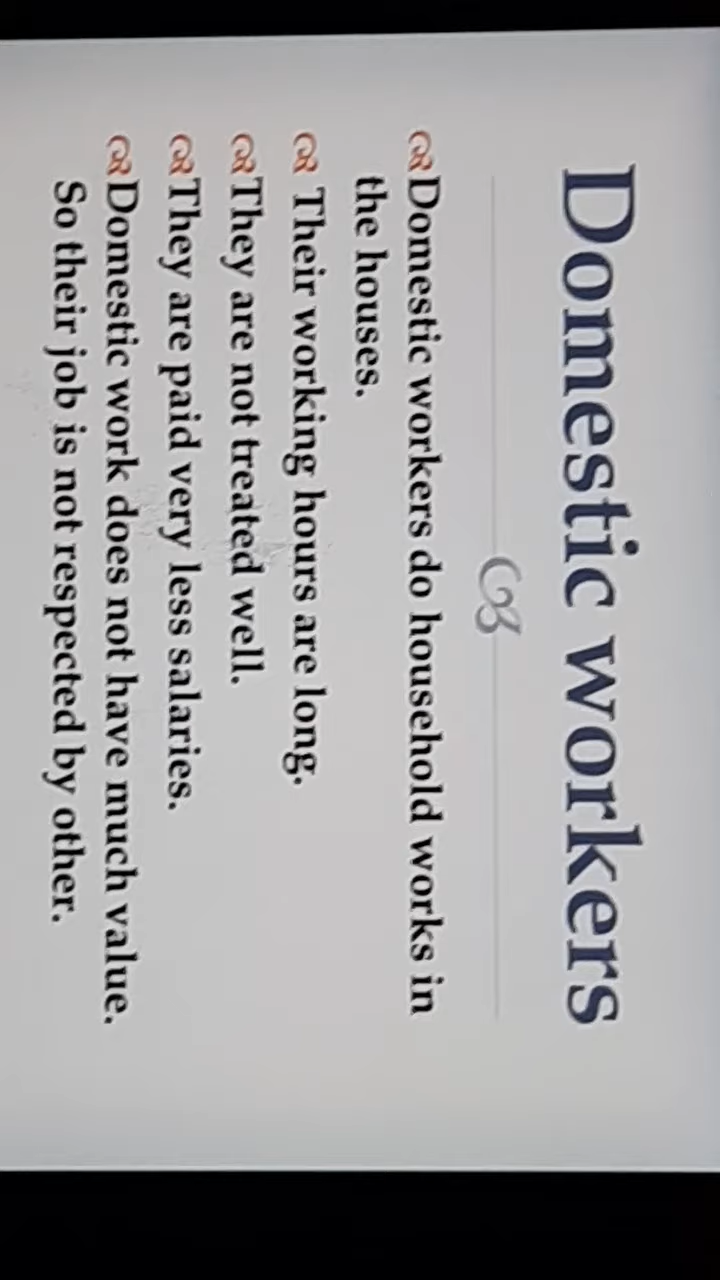 Domestic workers
Domestic workers do household works in
the houses.
Their working hours are long.
They are not treated well.
They are paid very less salaries.
Domestic work does not have much value.
So their job is not respected by other.